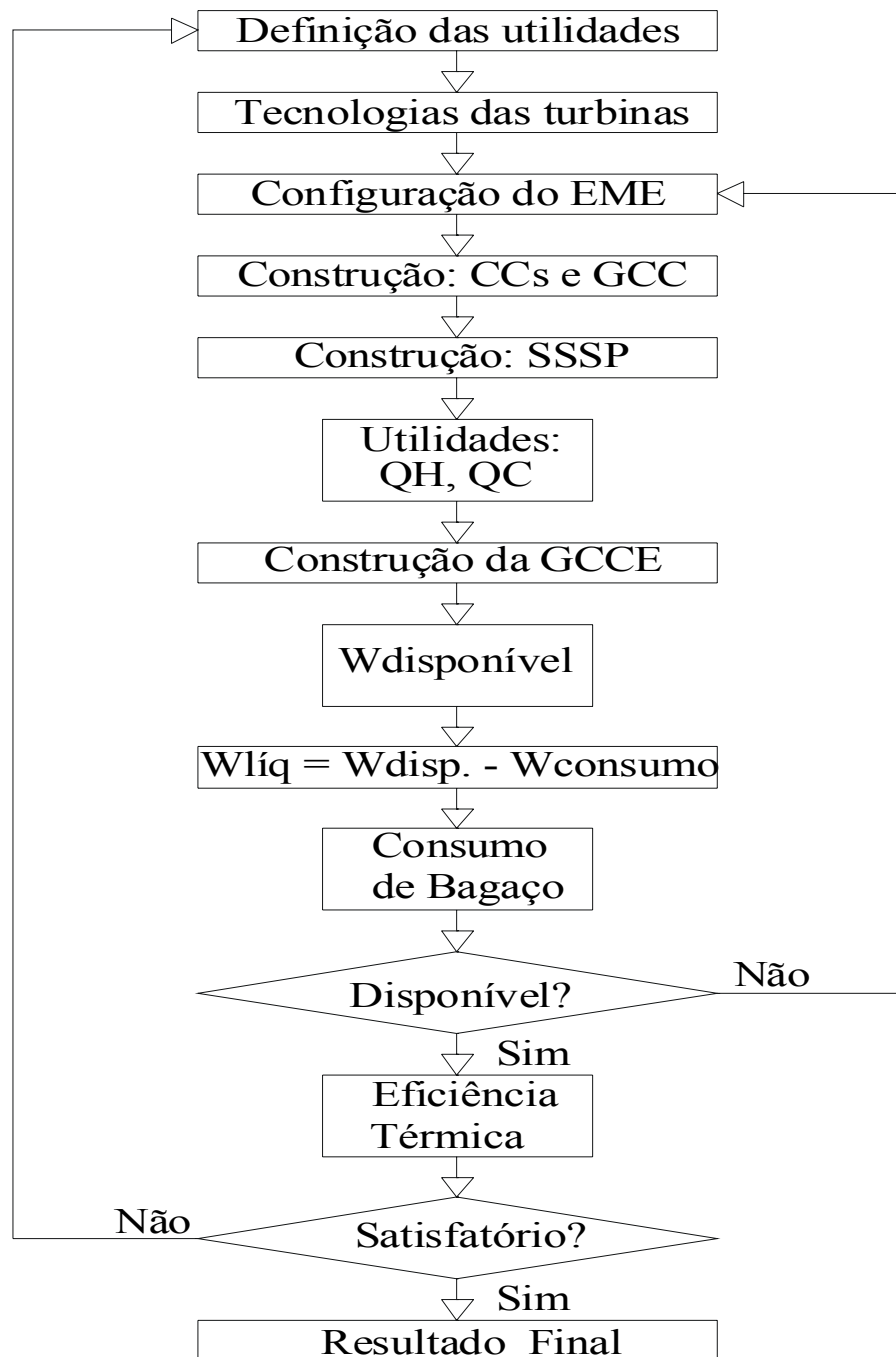 Definição das utilidades
Tecnologias das turbinas
Configuração do EME
Construção: CCs e GCC
Construção: SSSP
Utilidades:
QH, QC
Construção da GCCE
Wdisponível
Wlíq = Wdisp. - Wconsumo
Consumo
de Bagaço
Disponível?
Não
Sim
Eficiência
Térmica
Não
Satisfatório?
Sim
Resultado Final